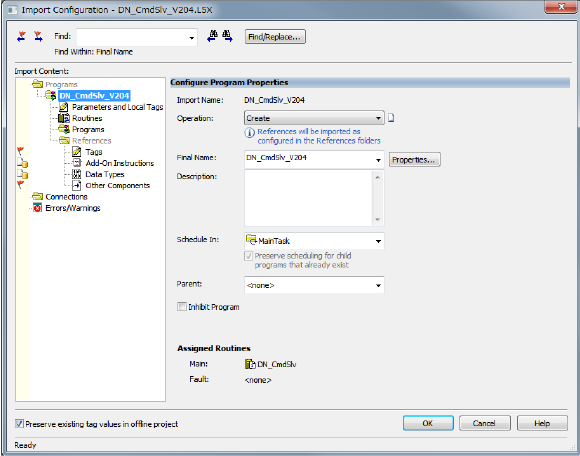 Import Configuration - DN_CmdSlv_V204.L5X
Find:
Find/Replace...
Find Within: Final Name
Import Content:
Programs
DN_CmdSlv_V204
Parameters and Local Tags
Routines
Programs
References
Tags
Add-On Instructions
Data Types
Other Components
Connections
Errors/Warnings
Configure Program Properties
Import Name: DN_CmdSlv_V204
Operation: Create
References will be imported as
configured in the References folders
Final Name: DN_CmdSlv_V204 Properties...
Description:
Schedule In: MainTask
Preserve scheduling for child
programs that already exist
Parent: <none>
Inhibit Program
Assigned Routines
Main: DN_CmdSlv
Fault: <none>
Preserve existing tag values in offline project
OK Cancel Help
Ready